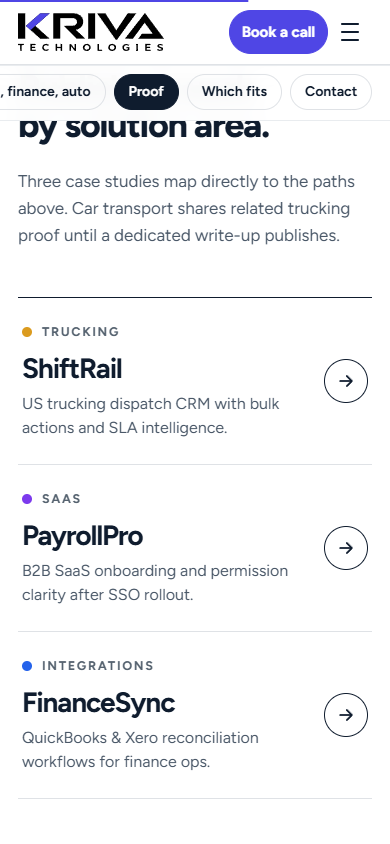 KRIVA
TECHNOLOGIES
Book a call
, finance, auto
Proof
Which fits
Contact
by solution area.
Three case studies map directly to the paths
above. Car transport shares related trucking
proof until a dedicated write-up publishes.
TRUCKING
ShiftRail
US trucking dispatch CRM with bulk
actions and SLA intelligence.
SAAS
PayrollPro
B2B SaaS onboarding and permission
clarity after SSO rollout.
INTEGRATIONS
FinanceSync
QuickBooks & Xero reconciliation
workflows for finance ops.